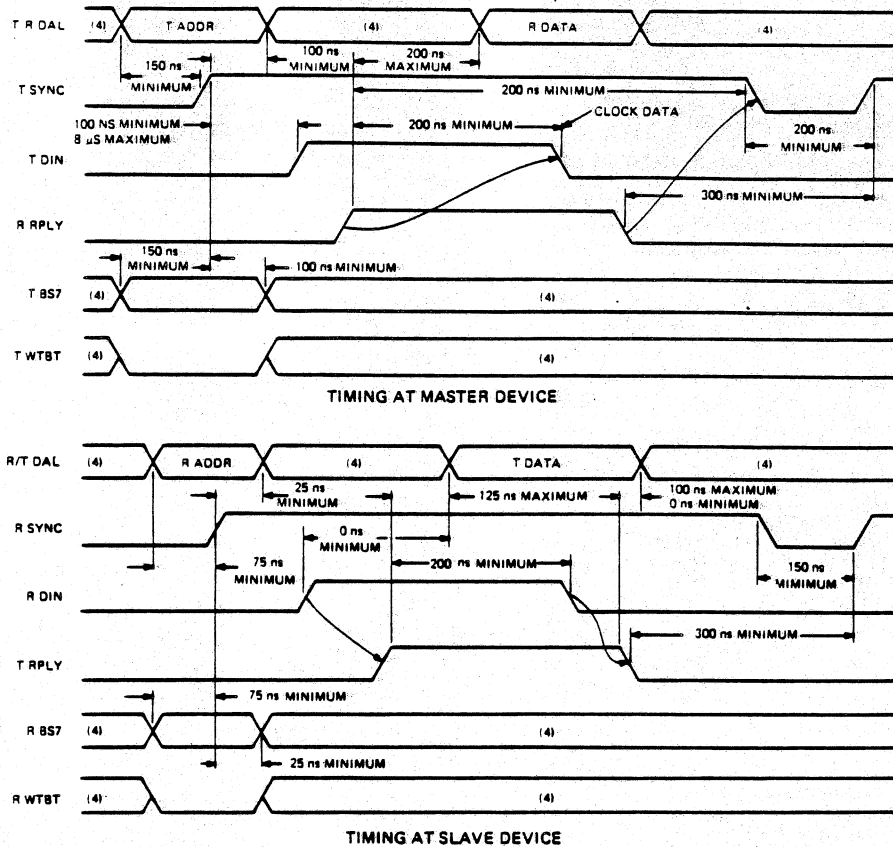 T R DAL (4) T ADDR (4) R DATA (4)
150 ns MINIMUM
100 ns MINIMUM
200 ns MAXIMUM
T SYNC
200 ns MINIMUM
100 NS MINIMUM
8 µS MAXIMUM
200 ns MINIMUM
CLOCK DATA
200 ns MINIMUM
T DIN
300 ns MINIMUM
R RPLY
150 ns MINIMUM
100 ns MINIMUM
T BS7 (4) (4)
T WTBT (4) (4)
TIMING AT MASTER DEVICE
R/T DAL (4) R ADDR (4) T DATA (4)
25 ns MINIMUM
125 ns MAXIMUM
100 ns MAXIMUM
0 ns MINIMUM
R SYNC
0 ns MINIMUM
75 ns MINIMUM
200 ns MINIMUM
150 ns MIMIMUM
R DIN
300 ns MINIMUM
T RPLY
75 ns MINIMUM
R BS7 (4) (4)
25 ns MINIMUM
R WTBT (4) (4)
TIMING AT SLAVE DEVICE